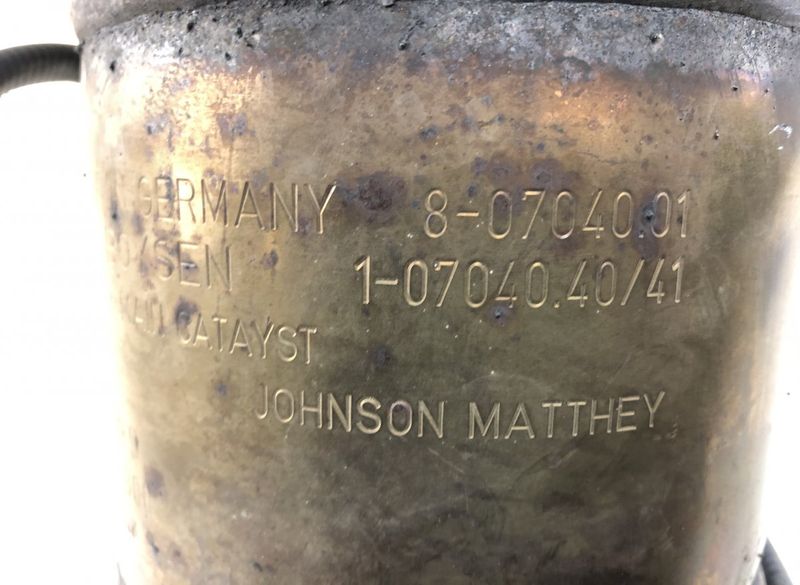 GERMANY 8-07040.01
1-07040.40/41
CATAYST
JOHNSON MATTHEY